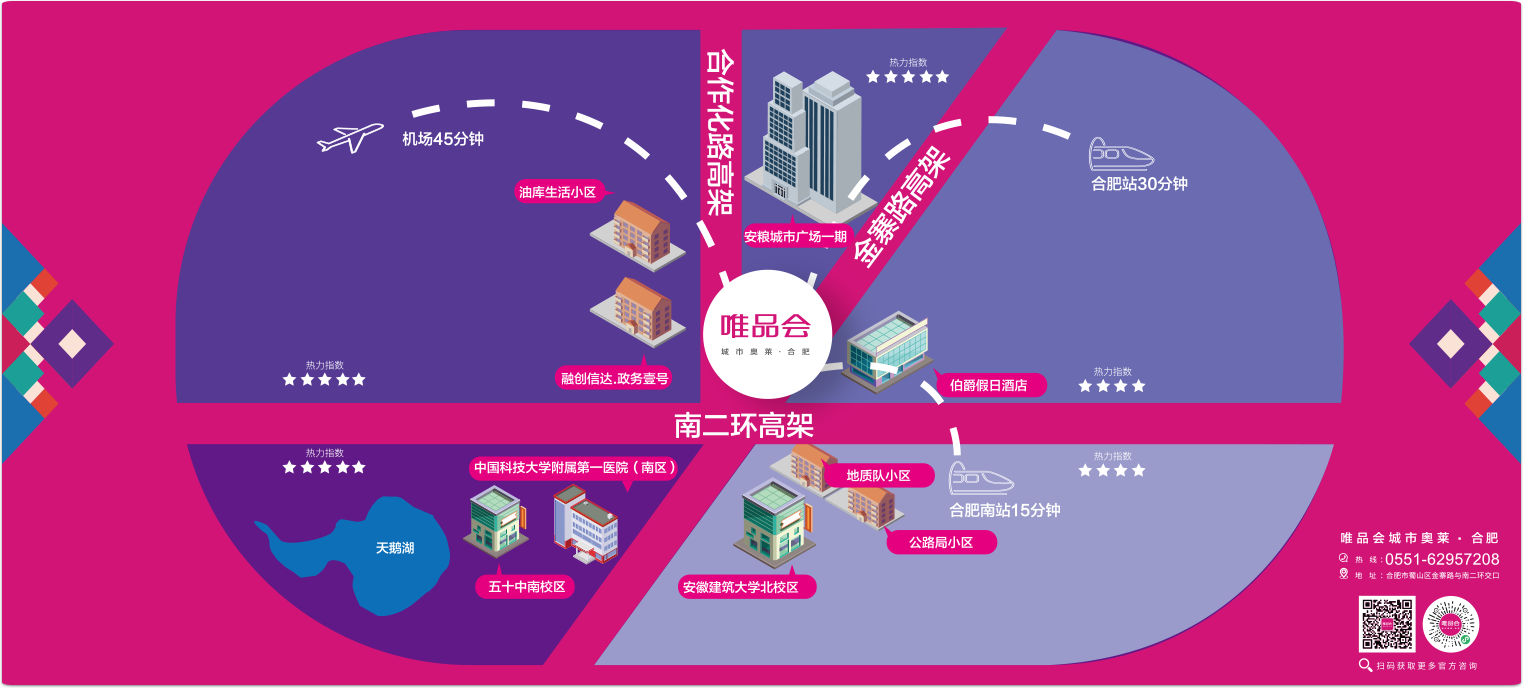 合作化路高架
热力指数
机场45分钟
油库生活小区
安粮城市广场一期
金寨路高架
合肥站30分钟
唯品会
城市奥莱·合肥
融创信达.政务壹号
热力指数
伯爵假日酒店
热力指数
南二环高架
热力指数
中国科技大学附属第一医院（南区）
天鹅湖
五十中南校区
地质队小区
热力指数
合肥南站15分钟
公路局小区
安徽建筑大学北校区
唯品会城市奥莱·合肥
热 线：0551-62957208
地 址：合肥市蜀山区金寨路与南二环交口
唯品会
唯品会
扫码获取更多官方咨询